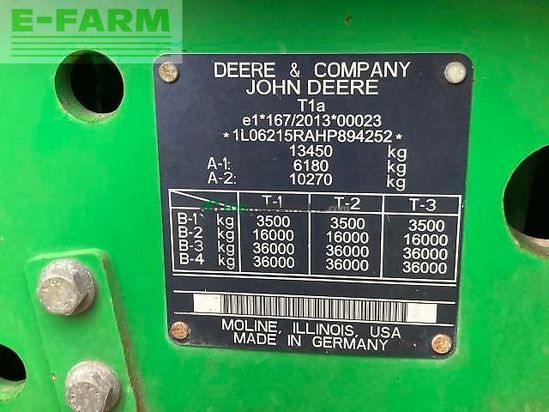 E-FARM
DEERE & COMPANY
JOHN DEERE
T1a
e1*167/2013*00023
*1L06215RAHP894252*
13450 kg
A-1: 6180 kg
A-2: 10270 kg
T-1 T-2 T-3
B-1 kg 3500 3500 3500
B-2 kg 16000 16000 16000
B-3 kg 36000 36000 36000
B-4 kg 36000 36000 36000
MOLINE, ILLINOIS, USA
MADE IN GERMANY